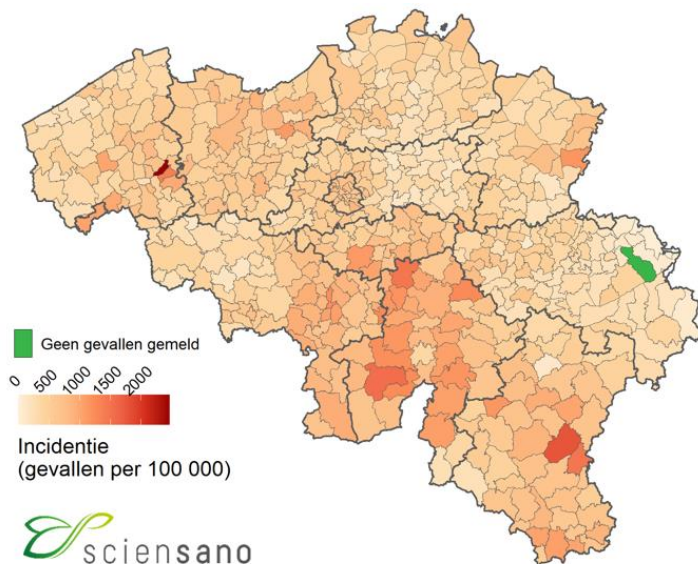 Geen gevallen gemeld
0 500 1000 1500 2000
Incidentie
(gevallen per 100 000)
sciensano